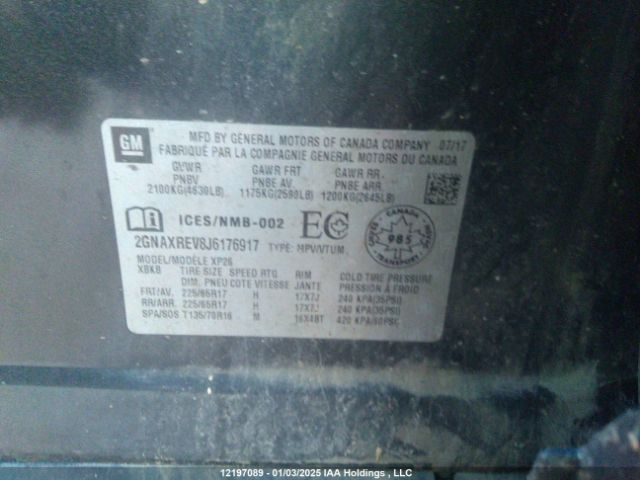 GM
MFD BY GENERAL MOTORS OF CANADA COMPANY 07/17
FABRIQUÉ PAR LA COMPAGNIE GENERAL MOTORS DU CANADA
GVWR GAWR FRT GAWR RR
PNBV PNBE AV PNBE ARR
2100KG(4630LB) 1175KG(2590LB) 1200KG(2645LB)
ICES/NMB-002 EC
CANADA
985
TRANSPORT
2GNAXREV8J6176917 TYPE: MPV/VTUM
MODEL/MODÈLE XP26
XBKB TIRE SIZE SPEED RTG RIM COLD TIRE PRESSURE
DIM. PNEU COTE VITESSE JANTE PRESSION À FROID
FRT/AV. 225/65R17 H 17X7J 240 KPA(35PSI)
RR/ARR. 225/65R17 H 17X7J 240 KPA(35PSI)
SPA/SOS T135/70R16 M 16X4BT 420 KPA(60PSI)
12197089 - 01/03/2025 IAA Holdings , LLC